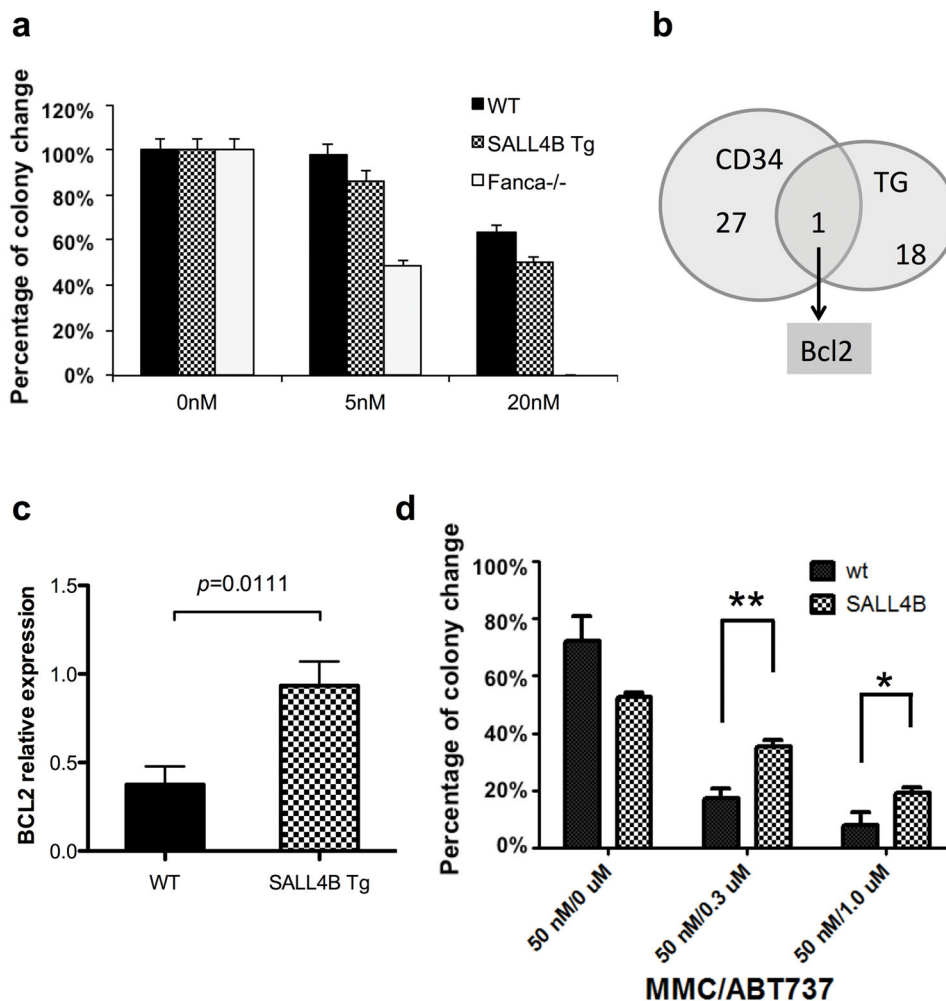 a
Percentage of colony change
120%
100%
80%
60%
40%
20%
0%
0nM
5nM
20nM
WT
SALL4B Tg
Fanca-/-
b
CD34
TG
27
1
18
Bcl2
c
BCL2 relative expression
1.5
1.0
0.5
0.0
p=0.0111
WT
SALL4B Tg
d
Percentage of colony change
100%
80%
60%
40%
20%
0%
wt
SALL4B
**
*
50 nM/0 uM
50 nM/0.3 uM
50 nM/1.0 uM
MMC/ABT737